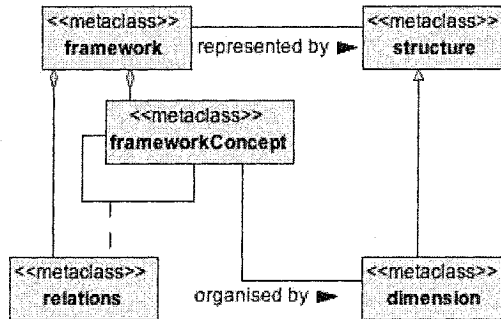 <<metaclass>>
framework
represented by
<<metaclass>>
structure
<<metaclass>>
frameworkConcept
<<metaclass>>
relations
organised by
<<metaclass>>
dimension